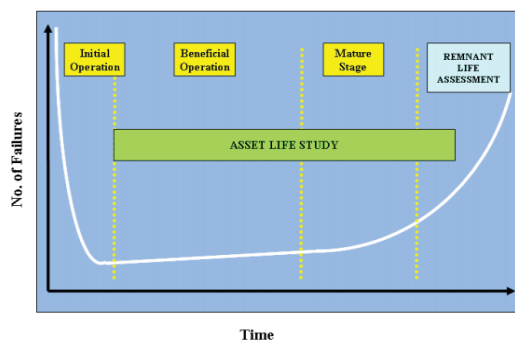 Initial
Operation
Beneficial
Operation
Mature
Stage
REMNANT
LIFE
ASSESSMENT
ASSET LIFE STUDY
No. of Failures
Time